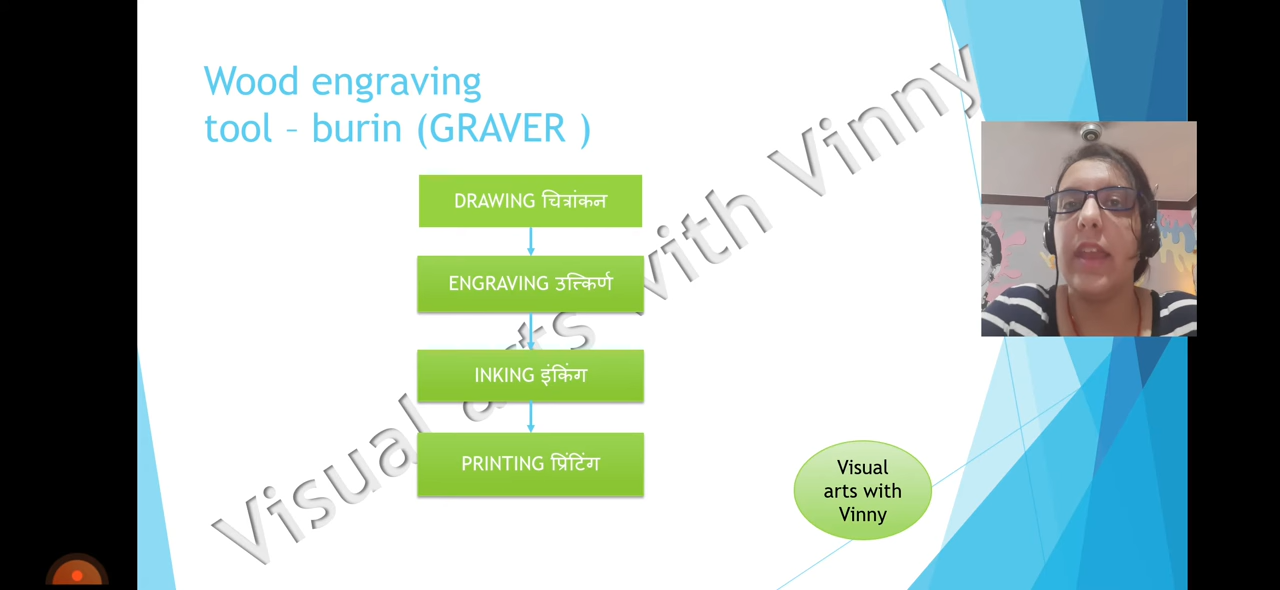 Wood engraving
tool – burin (GRAVER )
DRAWING चित्रांकन
ENGRAVING उत्त्किर्ण
INKING इंकिंग
PRINTING प्रिंटिंग
Visual arts with Vinny
Visual
arts with
Vinny